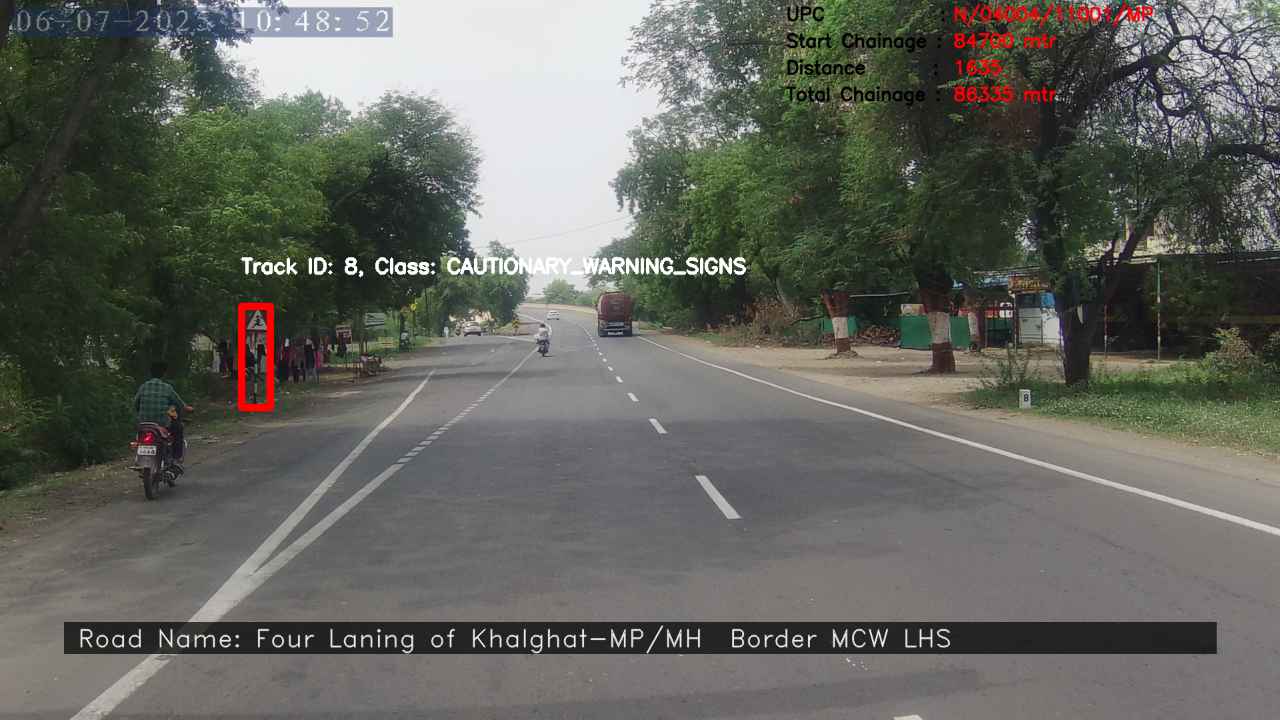 06-07-2025 10:48:52
UPC : N/04004/11001/MP
Start Chainage : 84700 mtr
Distance : 1635
Total Chainage : 86335 mtr
Track ID: 8, Class: CAUTIONARY_WARNING_SIGNS
8
Road Name: Four Laning of Khalghat-MP/MH Border MCW LHS